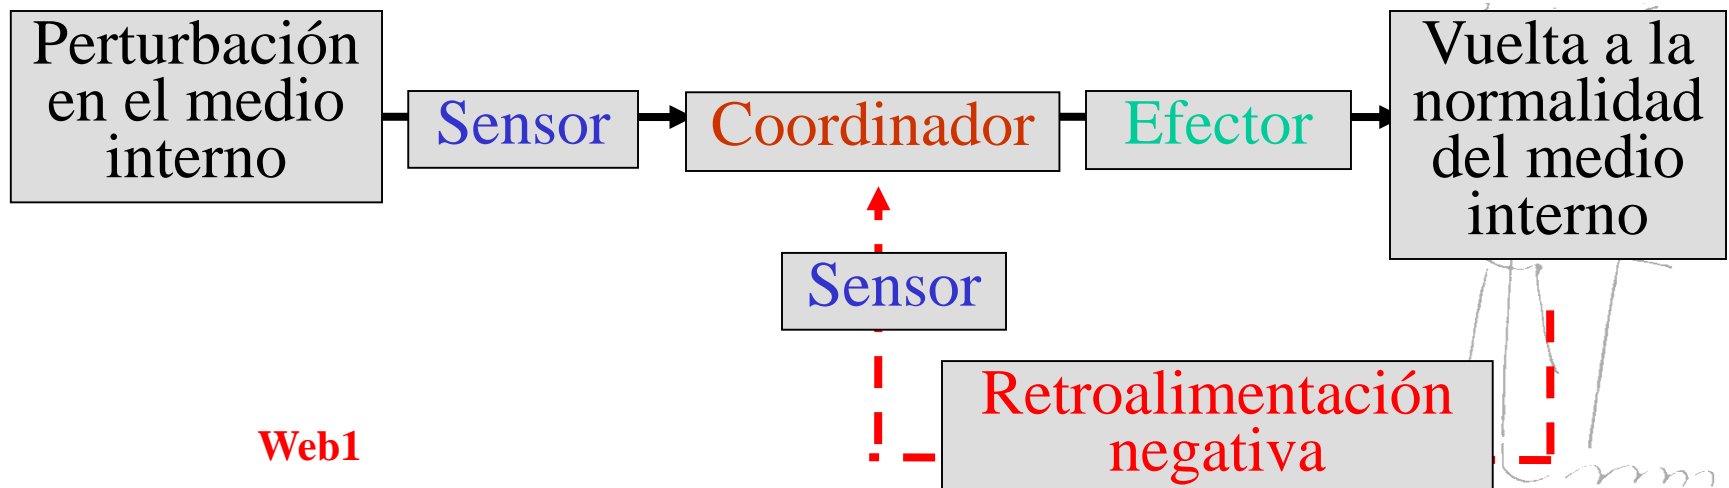 Perturbación
en el medio
interno
Sensor
Coordinador
Efector
Vuelta a la
normalidad
del medio
interno
Sensor
Retroalimentación
negativa
Web1